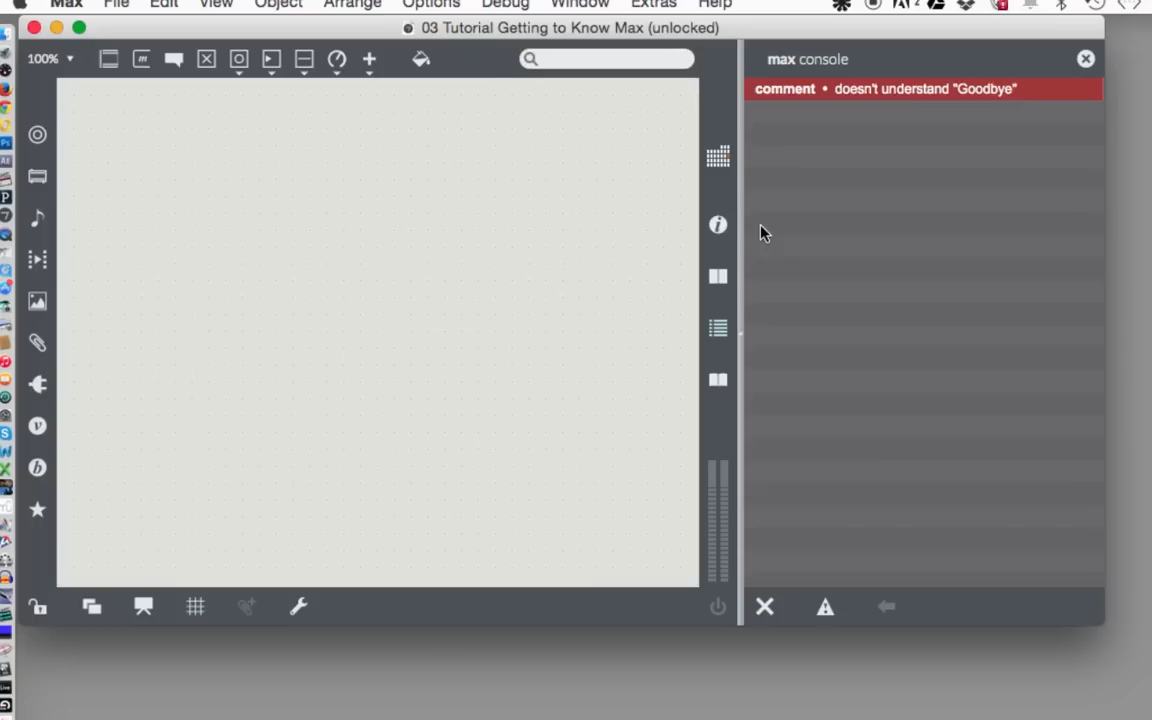 Max File Edit View Object Arrange Options Debug Window Extras Help
03 Tutorial Getting to Know Max (unlocked)
100%
max console
comment • doesn't understand "Goodbye"